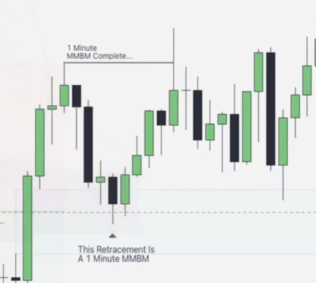 1 Minute
MMBM Complete...
This Retracement Is
A 1 Minute MMBM